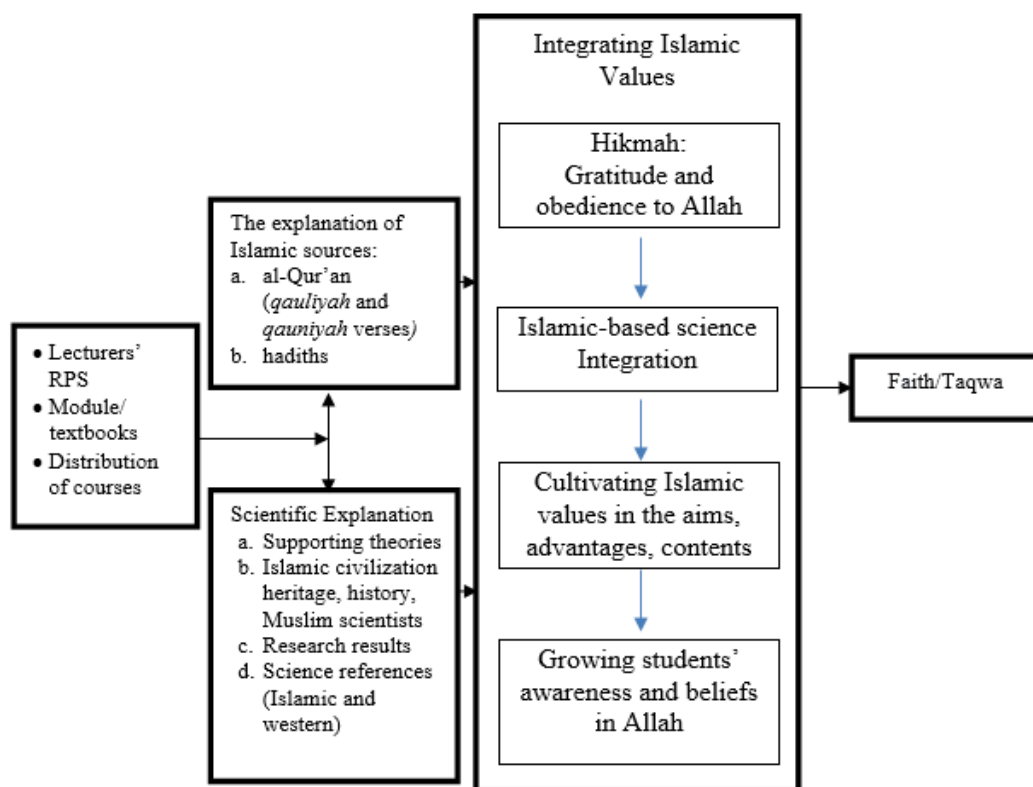 • Lecturers’
RPS
• Module/
textbooks
• Distribution
of courses
The explanation of
Islamic sources:
a. al-Qur’an
(qauliyah and
qauniyah verses)
b. hadiths
Scientific Explanation
a. Supporting theories
b. Islamic civilization
heritage, history,
Muslim scientists
c. Research results
d. Science references
(Islamic and
western)
Integrating Islamic
Values
Hikmah:
Gratitude and
obedience to Allah
Islamic-based science
Integration
Cultivating Islamic
values in the aims,
advantages, contents
Growing students’
awareness and beliefs
in Allah
Faith/Taqwa